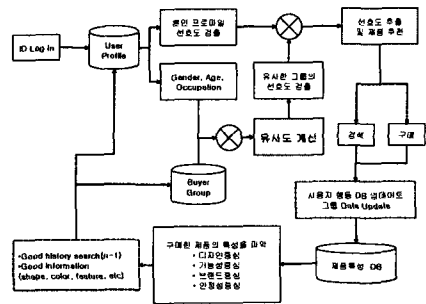 ID Log in
User
Profile
본인 프로파일
선호도 검출
선호도 추출
및 제품 추천
Gender, Age,
Occupation
유사한 그룹의
선호도 검출
유사도 계산
검색
구매
Buyer
Group
사용자 행동 DB 업데이트
그룹 Data Update
•Good history search(n-1)
•Good Information
(shape, color, feature, etc)
구매한 제품의 특성을 파악
• 디자인중심
• 가능성중심
• 브랜드중심
• 안정성중심
제품특성 DB